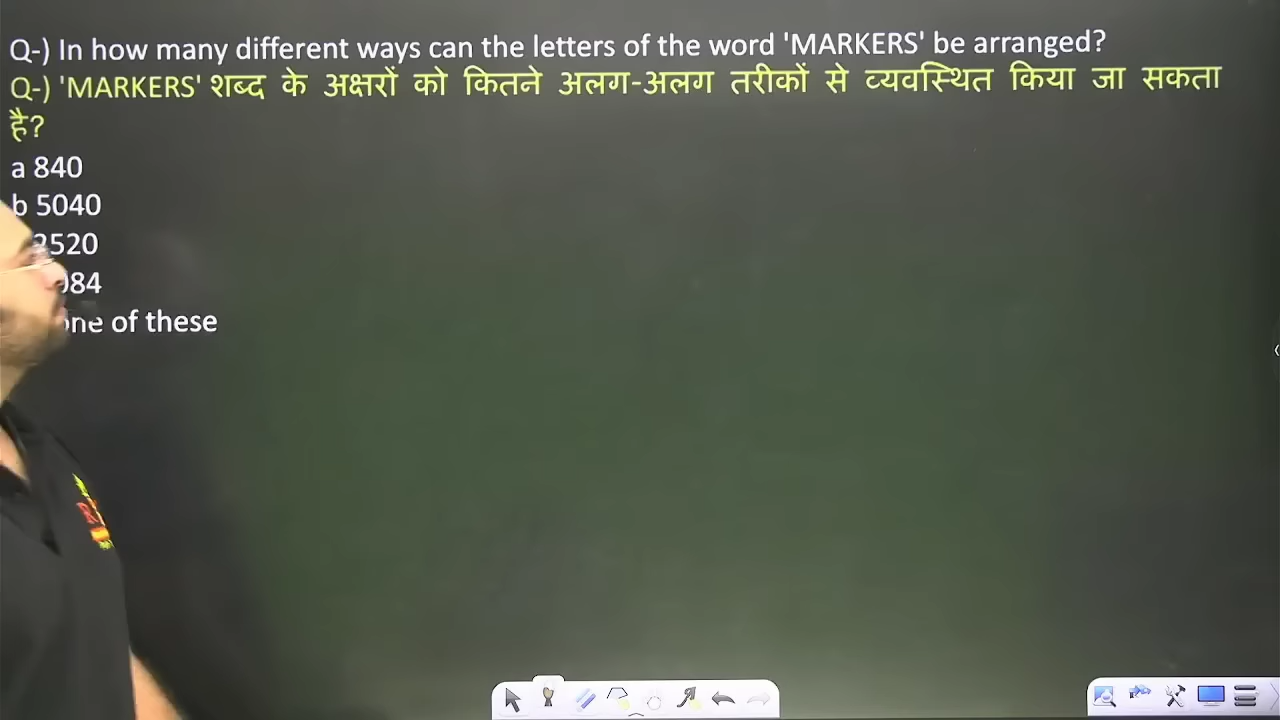 Q-) In how many different ways can the letters of the word 'MARKERS' be arranged?
Q-) 'MARKERS' शब्द के अक्षरों को कितने अलग-अलग तरीकों से व्यवस्थित किया जा सकता
है?
a 840
b 5040
2520
of these